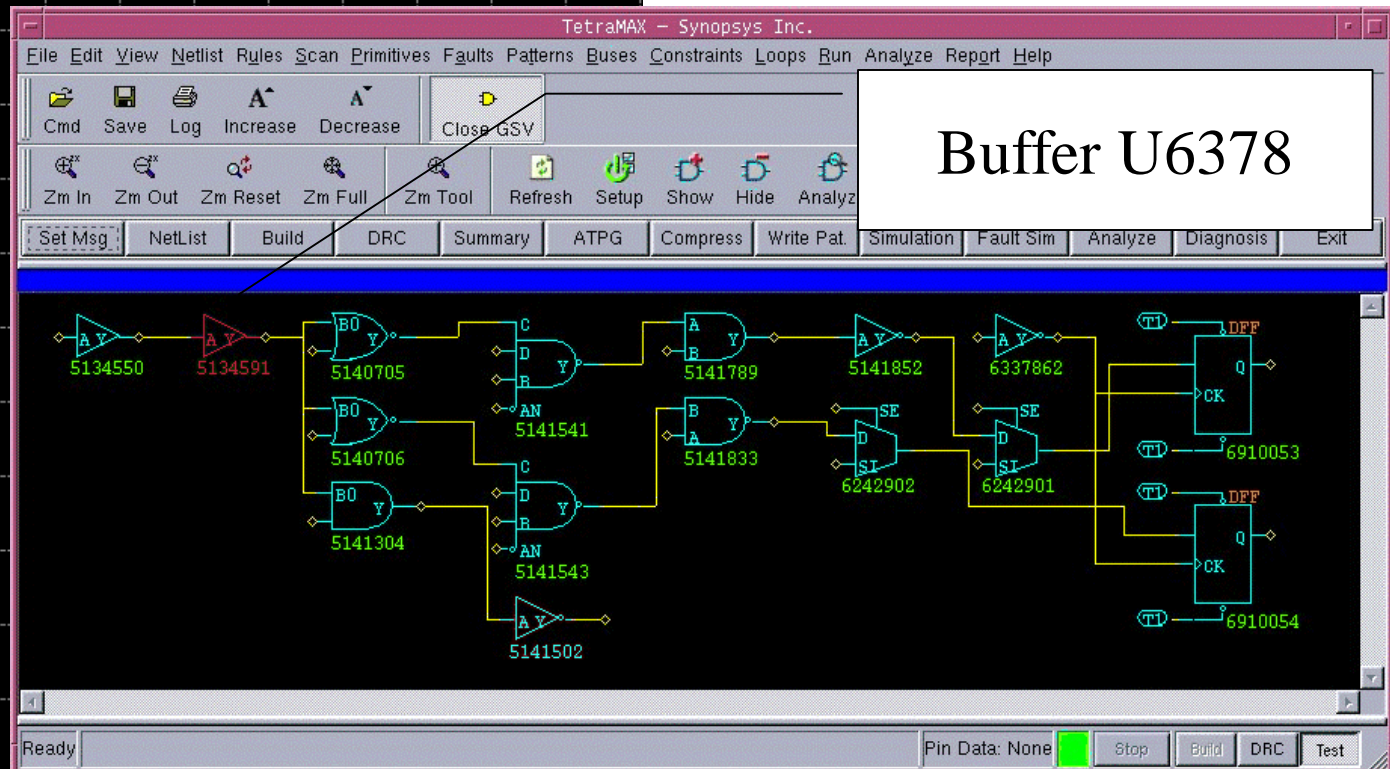 TetraMAX - Synopsys Inc.
File Edit View Netlist Rules Scan Primitives Faults Patterns Buses Constraints Loops Run Analyze Report Help
Cmd Save Log Increase Decrease Close GSV
Zm In Zm Out Zm Reset Zm Full Zm Tool Refresh Setup Show Hide Analyz
Buffer U6378
Set Msg NetList Build DRC Summary ATPG Compress Write Pat. Simulation Fault Sim Analyze Diagnosis Exit
A Y
5134550
A Y
5134591
B0 Y
5140705
C D B AN Y
5141541
A B Y
5141789
A Y
5141852
A Y
6337862
T1 DFF
Q
CK
T1 6910053
B0 Y
5140706
B A Y
5141833
SE D SI
6242902
SE D SI
6242901
B0 Y
5141304
C D B AN Y
5141543
T1 DFF
Q
CK
T1 6910054
A Y
5141502
Ready Pin Data: None Stop Build DRC Test